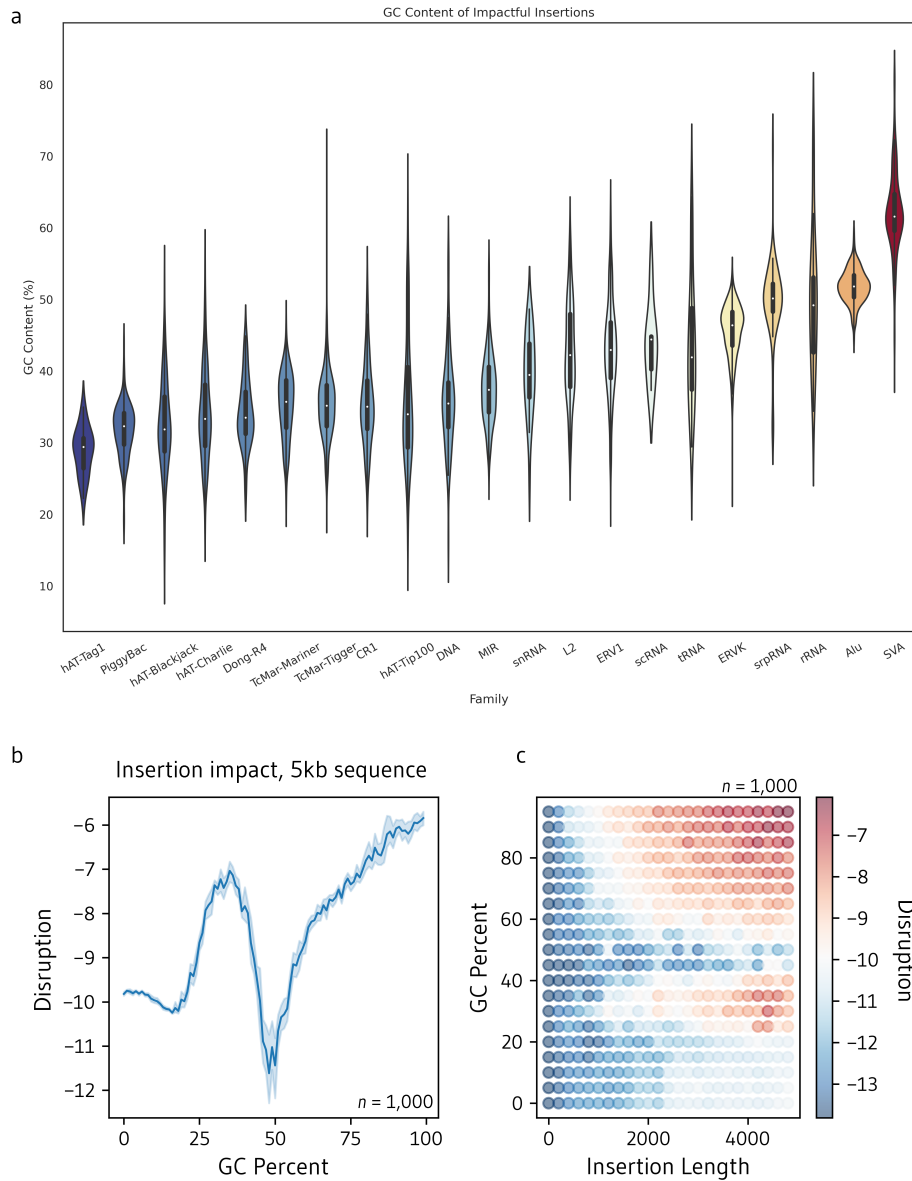 a
GC Content of Impactful Insertions
GC Content (%)
80
70
60
50
40
30
20
10
hAT-Tag1
PiggyBac
hAT-Blackjack
hAT-Charlie
Dong-R4
TcMar-Mariner
TcMar-Tigger
CR1
hAT-Tip100
DNA
MIR
snRNA
L2
ERV1
scRNA
tRNA
ERVK
srpRNA
rRNA
Alu
SVA
Family
b
Insertion impact, 5kb sequence
Disruption
−6
−7
−8
−9
−10
−11
−12
n = 1,000
0 25 50 75 100
GC Percent
c
n = 1,000
GC Percent
80
60
40
20
0
0 2000 4000
Insertion Length
−7
−8
−9
−10
−11
−12
−13
Disruption